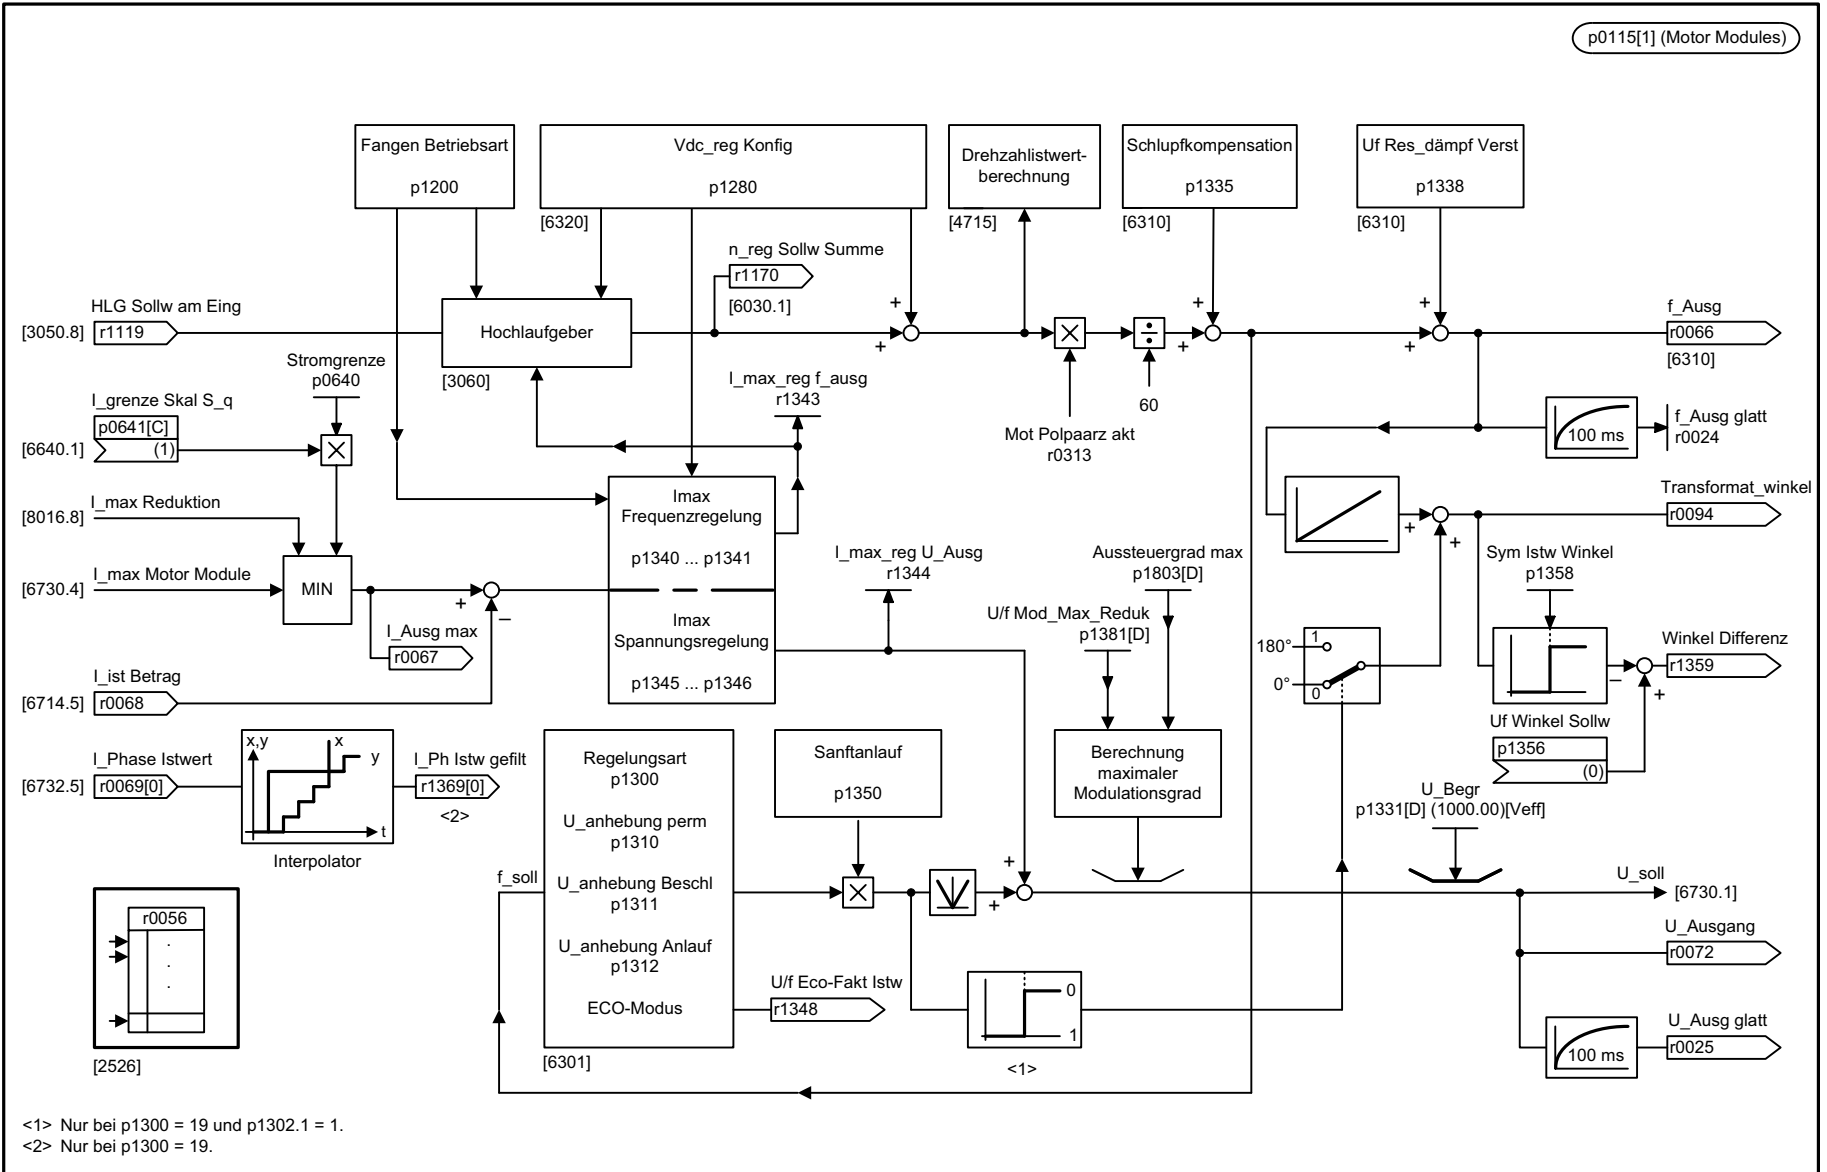 p0115[1] (Motor Modules)
Fangen Betriebsart
p1200
Vdc_reg Konfig
p1280
[6320]
Drehzahlistwert-
berechnung
[4715]
Schlupfkompensation
p1335
[6310]
Uf Res_dämpf Verst
p1338
[6310]
n_reg Sollw Summe
r1170
[6030.1]
HLG Sollw am Eing
[3050.8]
r1119
Hochlaufgeber
[3060]
+
+
60
Mot Polpaarz akt
r0313
+
+
+
+
f_Ausg
r0066
[6310]
Stromgrenze
p0640
I_grenze Skal S_q
p0641[C]
(1)
[6640.1]
I_max_reg f_ausg
r1343
100 ms
f_Ausg glatt
r0024
I_max Reduktion
[8016.8]
Imax
Frequenzregelung
p1340 ... p1341
Imax
Spannungsregelung
p1345 ... p1346
Transformat_winkel
r0094
+
+
I_max Motor Module
[6730.4]
MIN
+
–
I_Ausg max
r0067
I_max_reg U_Ausg
r1344
Aussteuergrad max
p1803[D]
U/f Mod_Max_Reduk
p1381[D]
Sym Istw Winkel
p1358
180°
1
0°
0
Winkel Differenz
r1359
–
+
I_ist Betrag
[6714.5]
r0068
Uf Winkel Sollw
p1356
(0)
I_Phase Istwert
[6732.5]
r0069[0]
x,y
x
y
t
Interpolator
I_Ph Istw gefilt
r1369[0]
<2>
Regelungsart
p1300
U_anhebung perm
p1310
U_anhebung Beschl
p1311
U_anhebung Anlauf
p1312
ECO-Modus
[6301]
f_soll
Sanftanlauf
p1350
Berechnung
maximaler
Modulationsgrad
U_Begr
p1331[D] (1000.00)[Veff]
+
+
U_soll
[6730.1]
U_Ausgang
r0072
U/f Eco-Fakt Istw
r1348
0
1
<1>
100 ms
U_Ausg glatt
r0025
r0056
[2526]
<1> Nur bei p1300 = 19 und p1302.1 = 1.
<2> Nur bei p1300 = 19.